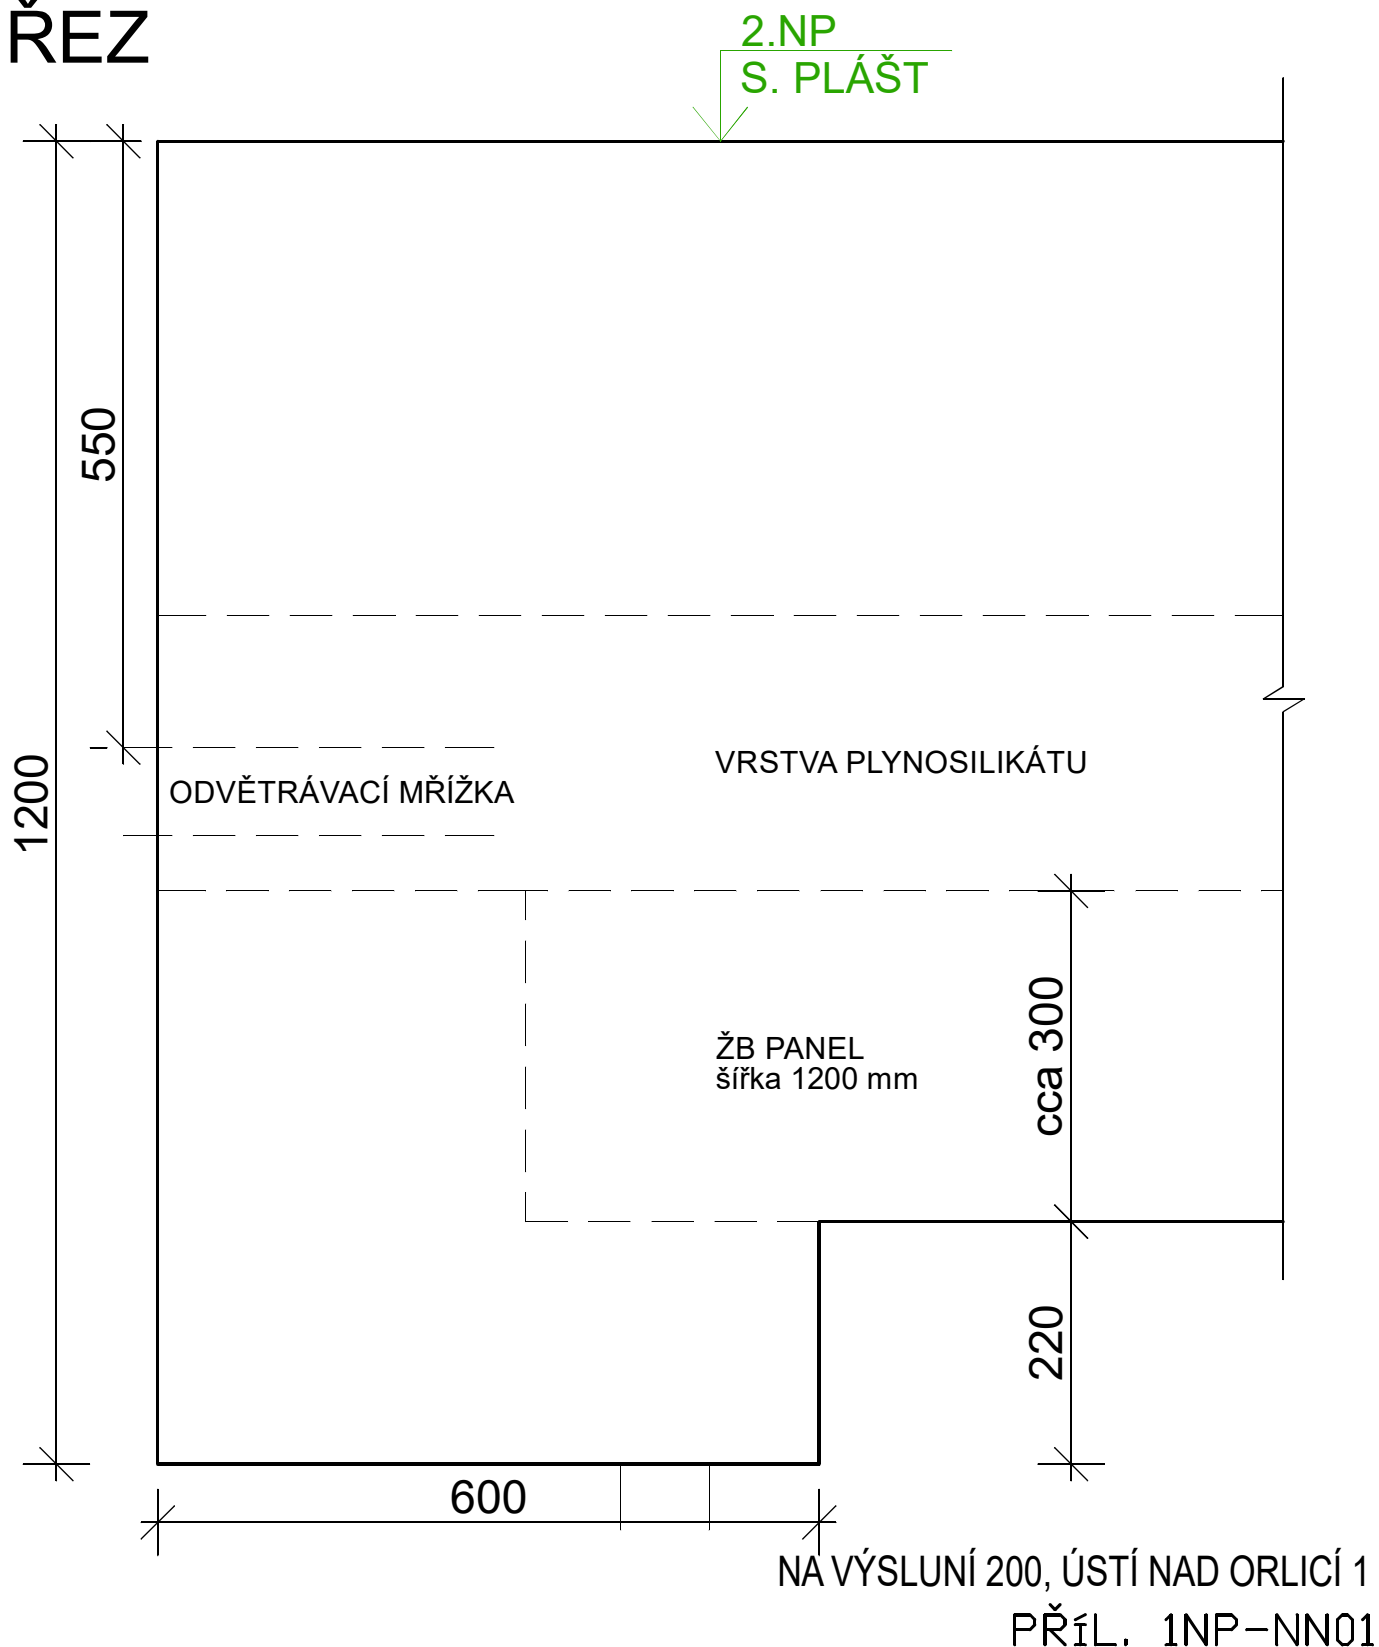 ŘEZ
2.NP
S. PLÁŠT
550
1200
ODVĚTRÁVACÍ MŘÍŽKA
VRSTVA PLYNOSILIKÁTU
cca 300
ŽB PANEL
šířka 1200 mm
220
600
NA VÝSLUNÍ 200, ÚSTÍ NAD ORLICÍ 1
PŘíL. 1NP-NN01